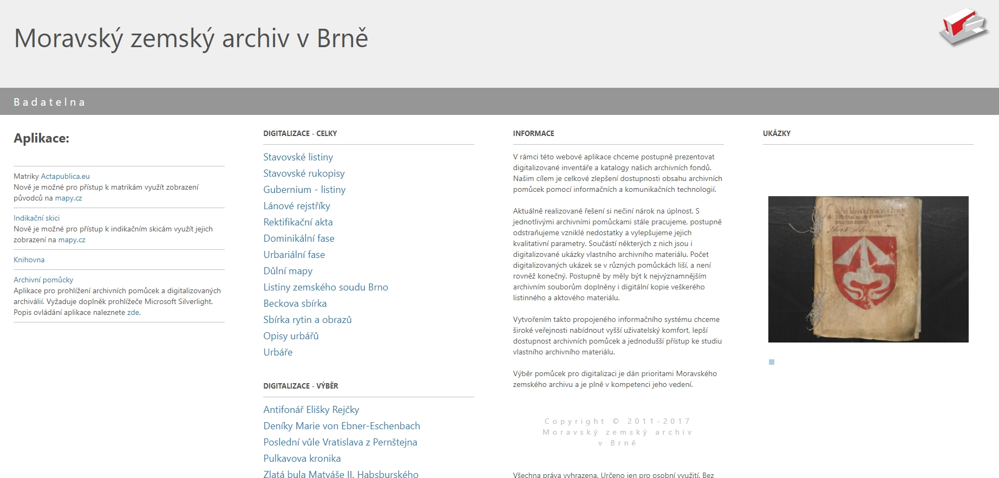 Moravský zemský archiv v Brně
Badatelna
Aplikace:
Matriky Actapublica.eu
Nově je možné pro přístup k matrikám využít zobrazení
původců na mapy.cz
Indikační skici
Nově je možné pro přístup k indikačním skicám využít jejich
zobrazení na mapy.cz
Knihovna
Archivní pomůcky
Aplikace pro prohlížení archivních pomůcek a digitalizovaných
archiválií. Vyžaduje doplněk prohlížeče Microsoft Silverlight.
Popis ovládání aplikace naleznete zde.
DIGITALIZACE - CELKY
Stavovské listiny
Stavovské rukopisy
Gubernium - listiny
Lánové rejstříky
Rektifikační akta
Dominikální fase
Urbariální fase
Důlní mapy
Listiny zemského soudu Brno
Beckova sbírka
Sbírka rytin a obrazů
Opisy urbářů
Urbáře
DIGITALIZACE - VÝBĚR
Antifonář Elišky Rejčky
Deníky Marie von Ebner-Eschenbach
Poslední vůle Vratislava z Pernštejna
Pulkavova kronika
Zlatá bula Matváše II. Habsburského
INFORMACE
V rámci této webové aplikace chceme postupně prezentovat
digitalizované inventáře a katalogy našich archivních fondů.
Našim cílem je celkové zlepšení dostupnosti obsahu archivních
pomůcek pomocí informačních a komunikačních technologií.
Aktuálně realizované řešení si nečiní nárok na úplnost. S
jednotlivými archivními pomůckami stále pracujeme, postupně
odstraňujeme vzniklé nedostatky a vylepšujeme jejich
kvalitativní parametry. Součástí některých z nich jsou i
digitalizované ukázky vlastního archivního materiálu. Počet
digitalizovaných ukázek se v různých pomůckách liší, a není
rovněž konečný. Postupně by měly být k nejvýznamnějším
archivním souborům doplněny i digitální kopie veškerého
listinného a aktového materiálu.
Vytvořením takto propojeného informačního systému chceme
široké veřejnosti nabídnout vyšší uživatelský komfort, lepší
dostupnost archivních pomůcek a jednodušší přístup ke studiu
vlastního archivního materiálu.
Výběr pomůcek pro digitalizaci je dán prioritami Moravského
zemského archivu a je plně v kompetenci jeho vedení.
Copyright © 2011-2017
Moravský zemský archiv
v Brně
Všechna práva vyhrazena. Určeno jen pro osobní využití. Bez
UKÁZKY